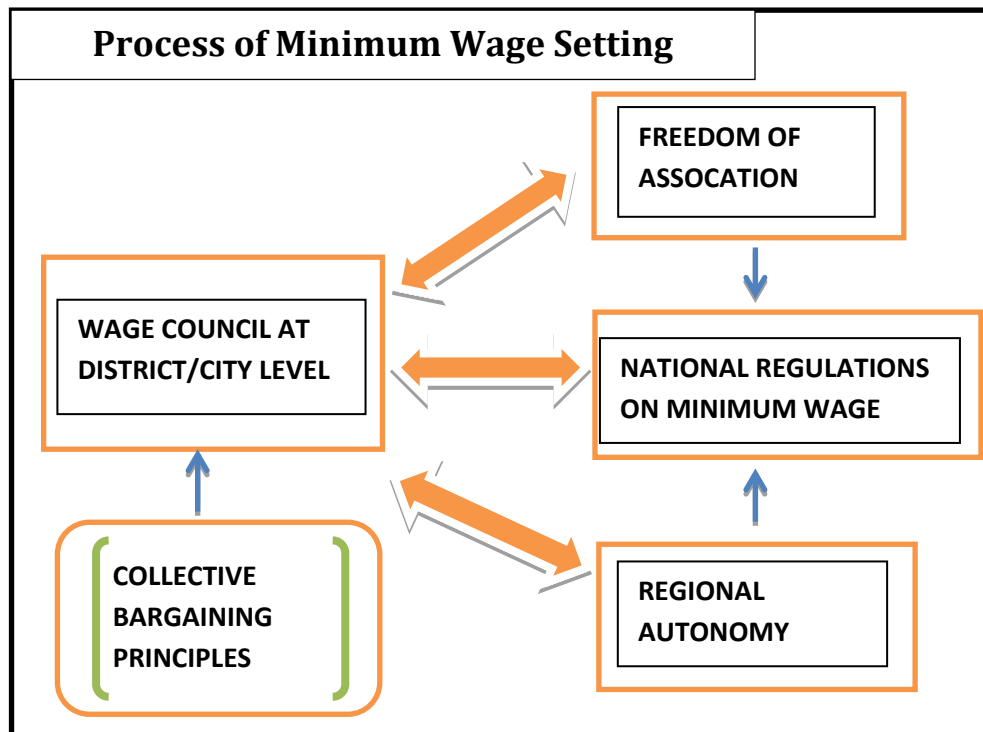 Process of Minimum Wage Setting
FREEDOM OF
ASSOCATION
WAGE COUNCIL AT
DISTRICT/CITY LEVEL
NATIONAL REGULATIONS
ON MINIMUM WAGE
COLLECTIVE
BARGAINING
PRINCIPLES
REGIONAL
AUTONOMY